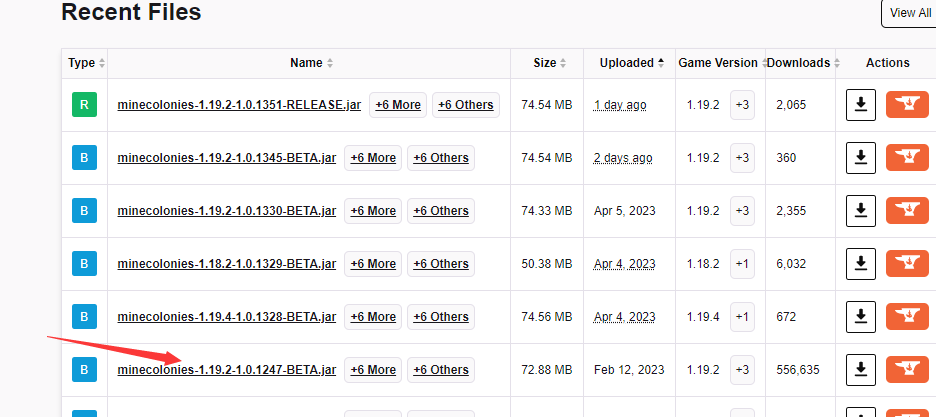 Recent Files
View All
Type Name Size Uploaded Game Version Downloads Actions
R minecolonies-1.19.2-1.0.1351-RELEASE.jar +6 More +6 Others 74.54 MB 1 day ago 1.19.2 +3 2,065
B minecolonies-1.19.2-1.0.1345-BETA.jar +6 More +6 Others 74.54 MB 2 days ago 1.19.2 +3 360
B minecolonies-1.19.2-1.0.1330-BETA.jar +6 More +6 Others 74.33 MB Apr 5, 2023 1.19.2 +3 2,355
B minecolonies-1.18.2-1.0.1329-BETA.jar +6 More +6 Others 50.38 MB Apr 4, 2023 1.18.2 +1 6,032
B minecolonies-1.19.4-1.0.1328-BETA.jar +6 More +6 Others 74.56 MB Apr 4, 2023 1.19.4 +1 672
B minecolonies-1.19.2-1.0.1247-BETA.jar +6 More +6 Others 72.88 MB Feb 12, 2023 1.19.2 +3 556,635